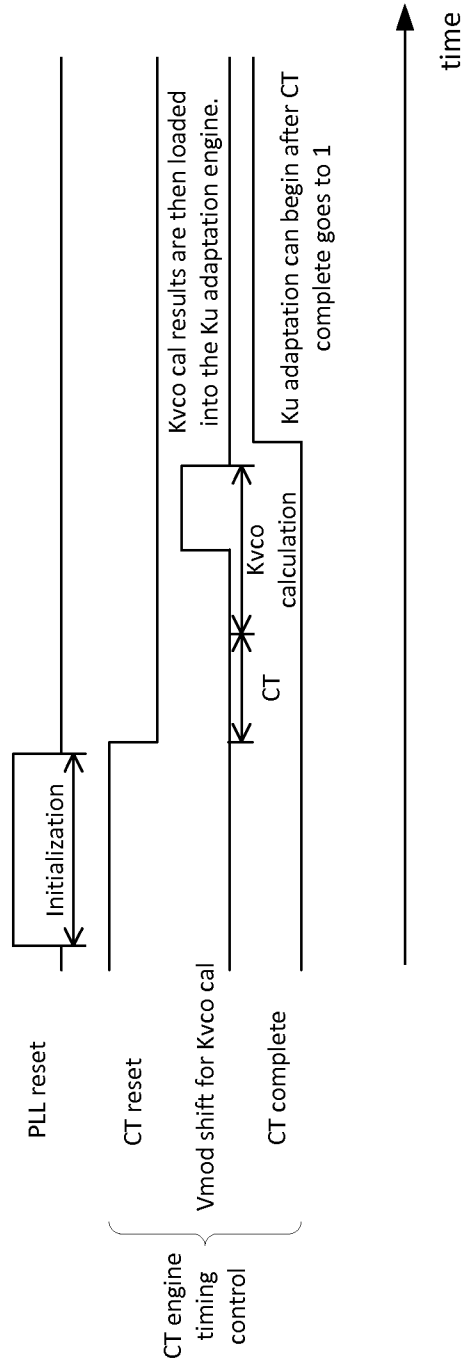 PLL reset
Initialization
CT engine
timing
control
CT reset
Vmod shift for Kvco cal
Kvco cal results are then loaded
into the Ku adaptation engine.
CT
Kvco
calculation
CT complete
Ku adaptation can begin after CT
complete goes to 1
time